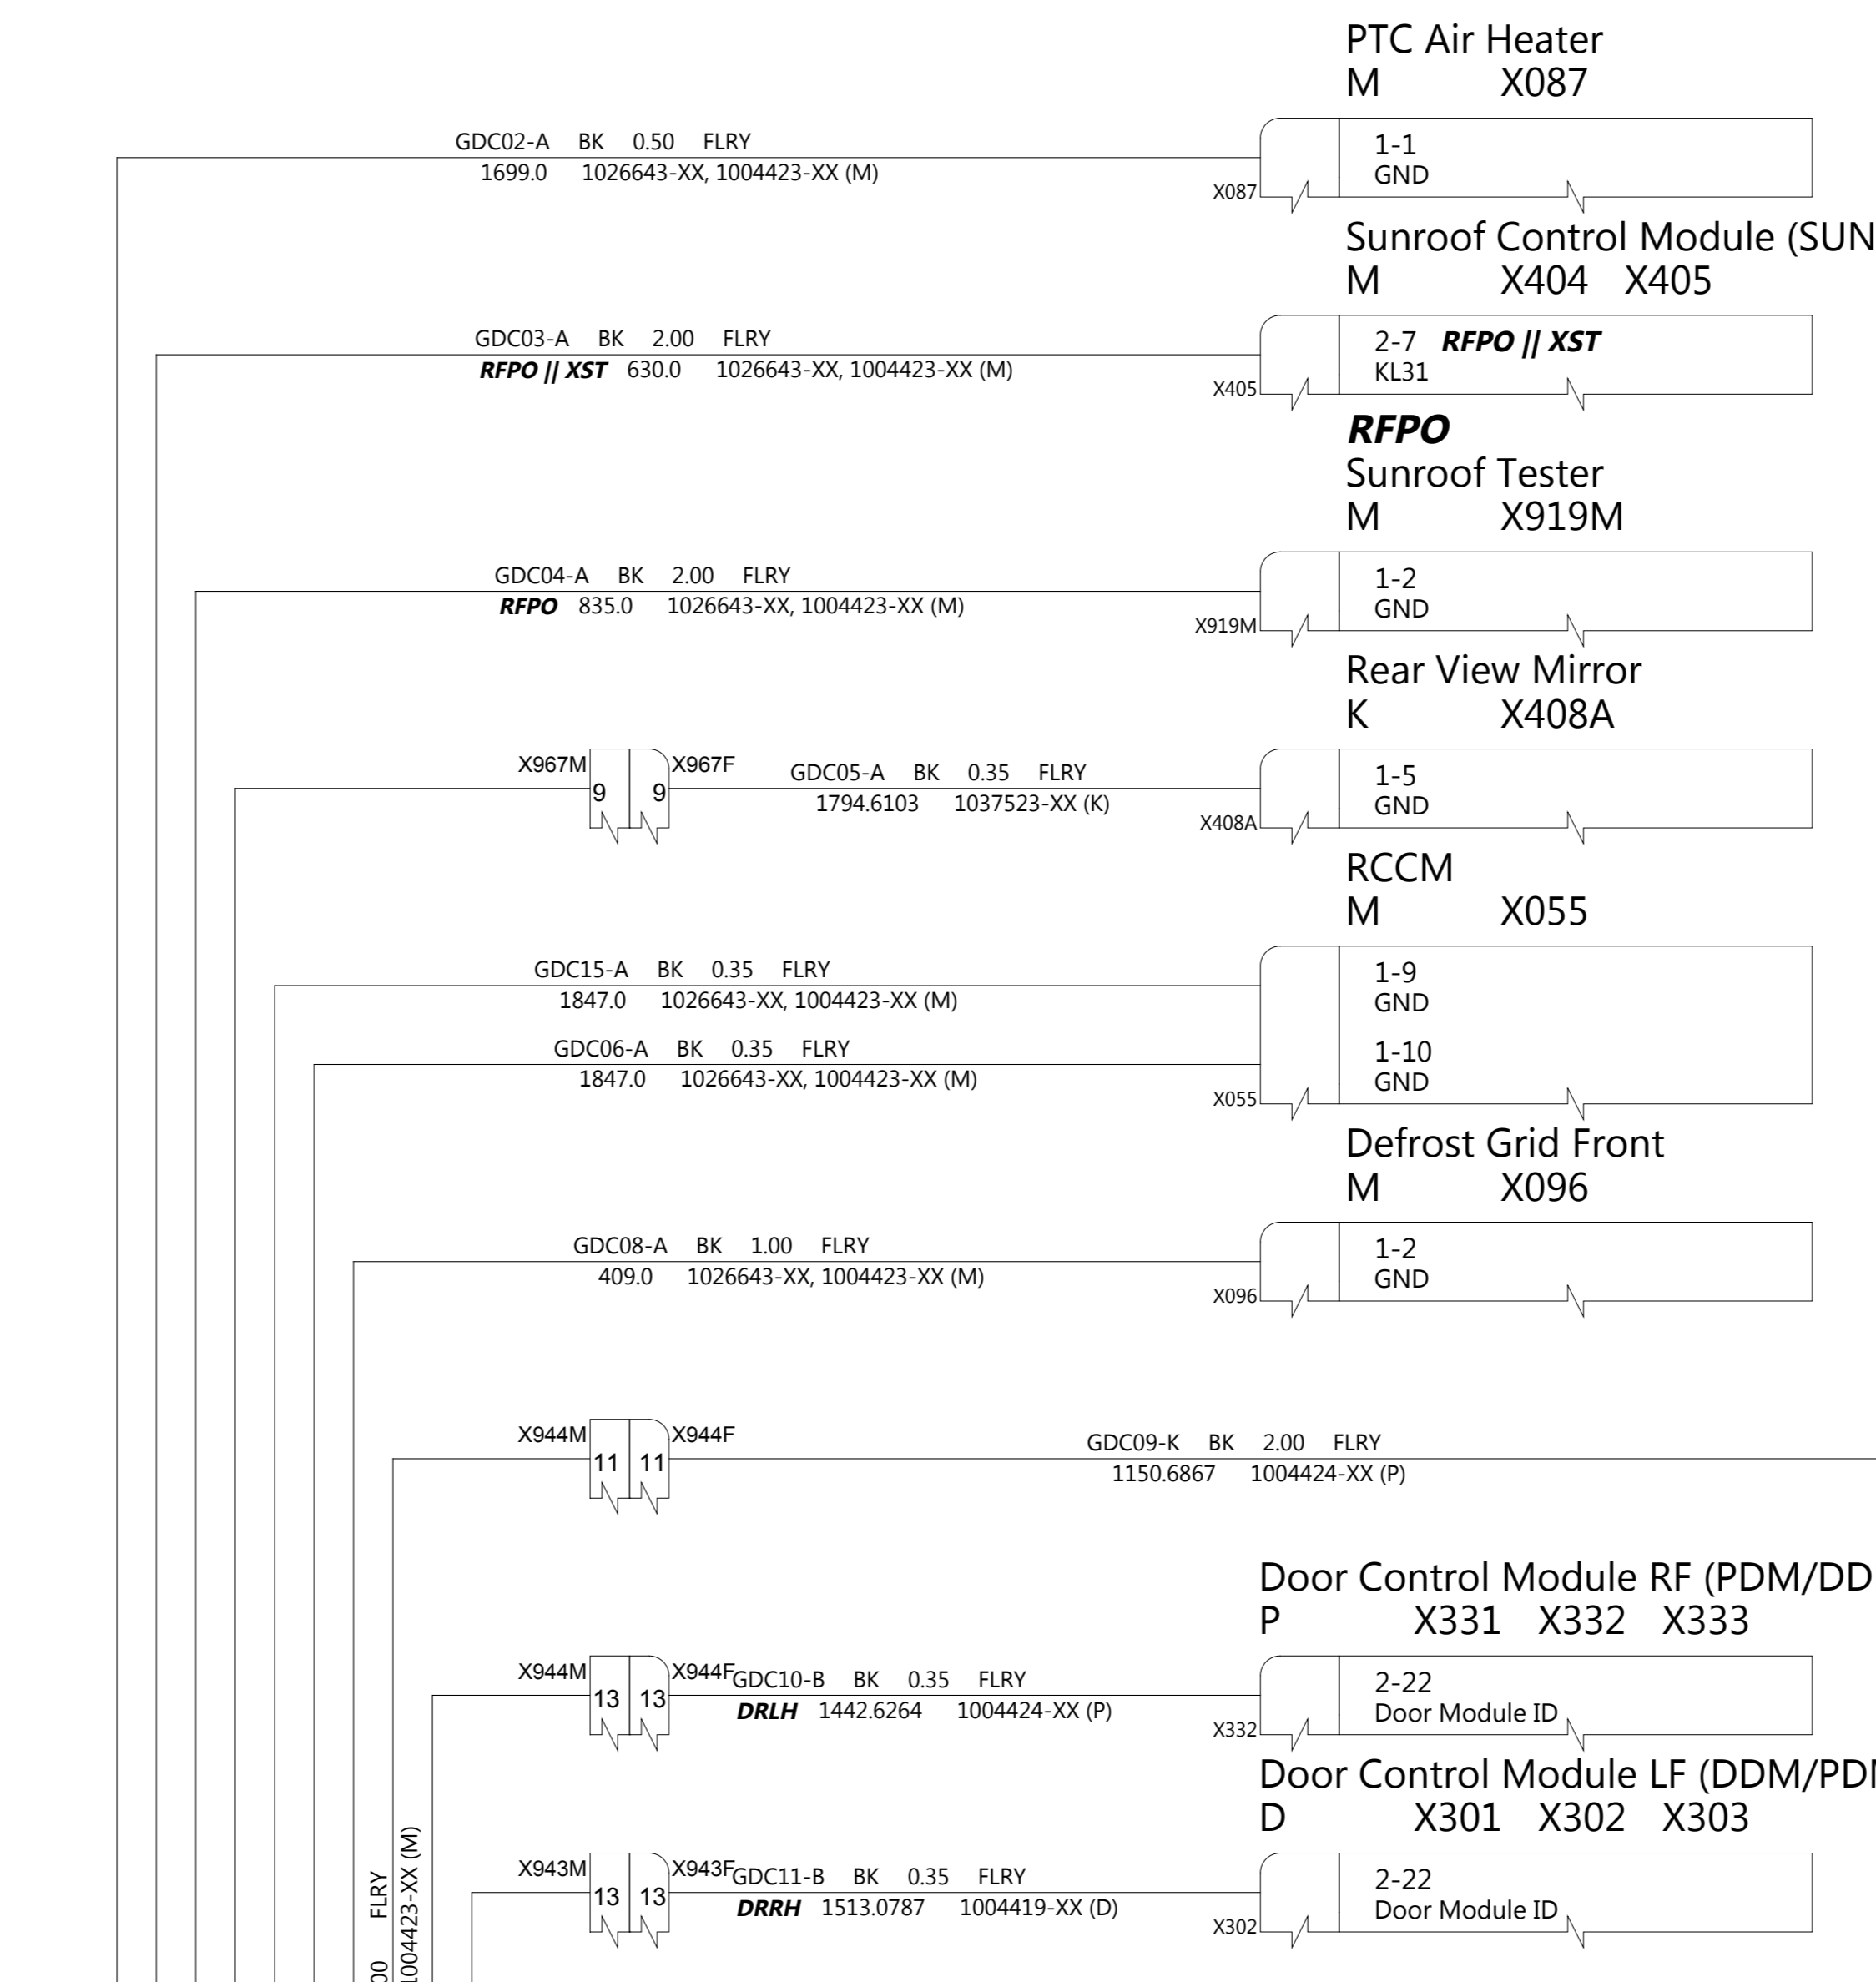 PTC Air Heater
M X087
GDC02-A BK 0.50 FLRY
1699.0 1026643-XX, 1004423-XX (M)
X087
1-1
GND
Sunroof Control Module (SUN
M X404 X405
GDC03-A BK 2.00 FLRY
RFPO || XST 630.0 1026643-XX, 1004423-XX (M)
X405
2-7 RFPO || XST
KL31
RFPO
Sunroof Tester
M X919M
GDC04-A BK 2.00 FLRY
RFPO 835.0 1026643-XX, 1004423-XX (M)
X919M
1-2
GND
Rear View Mirror
K X408A
X967M 9 9 X967F
GDC05-A BK 0.35 FLRY
1794.6103 1037523-XX (K)
X408A
1-5
GND
RCCM
M X055
GDC15-A BK 0.35 FLRY
1847.0 1026643-XX, 1004423-XX (M)
1-9
GND
GDC06-A BK 0.35 FLRY
1847.0 1026643-XX, 1004423-XX (M)
X055
1-10
GND
Defrost Grid Front
M X096
GDC08-A BK 1.00 FLRY
409.0 1026643-XX, 1004423-XX (M)
X096
1-2
GND
X944M 11 11 X944F
GDC09-K BK 2.00 FLRY
1150.6867 1004424-XX (P)
Door Control Module RF (PDM/DD
P X331 X332 X333
X944M 13 13 X944F
GDC10-B BK 0.35 FLRY
DRLH 1442.6264 1004424-XX (P)
X332
2-22
Door Module ID
Door Control Module LF (DDM/PD
D X301 X302 X303
X943M 13 13 X943F
GDC11-B BK 0.35 FLRY
DRRH 1513.0787 1004419-XX (D)
X302
2-22
Door Module ID
00 FLRY
1004423-XX (M)